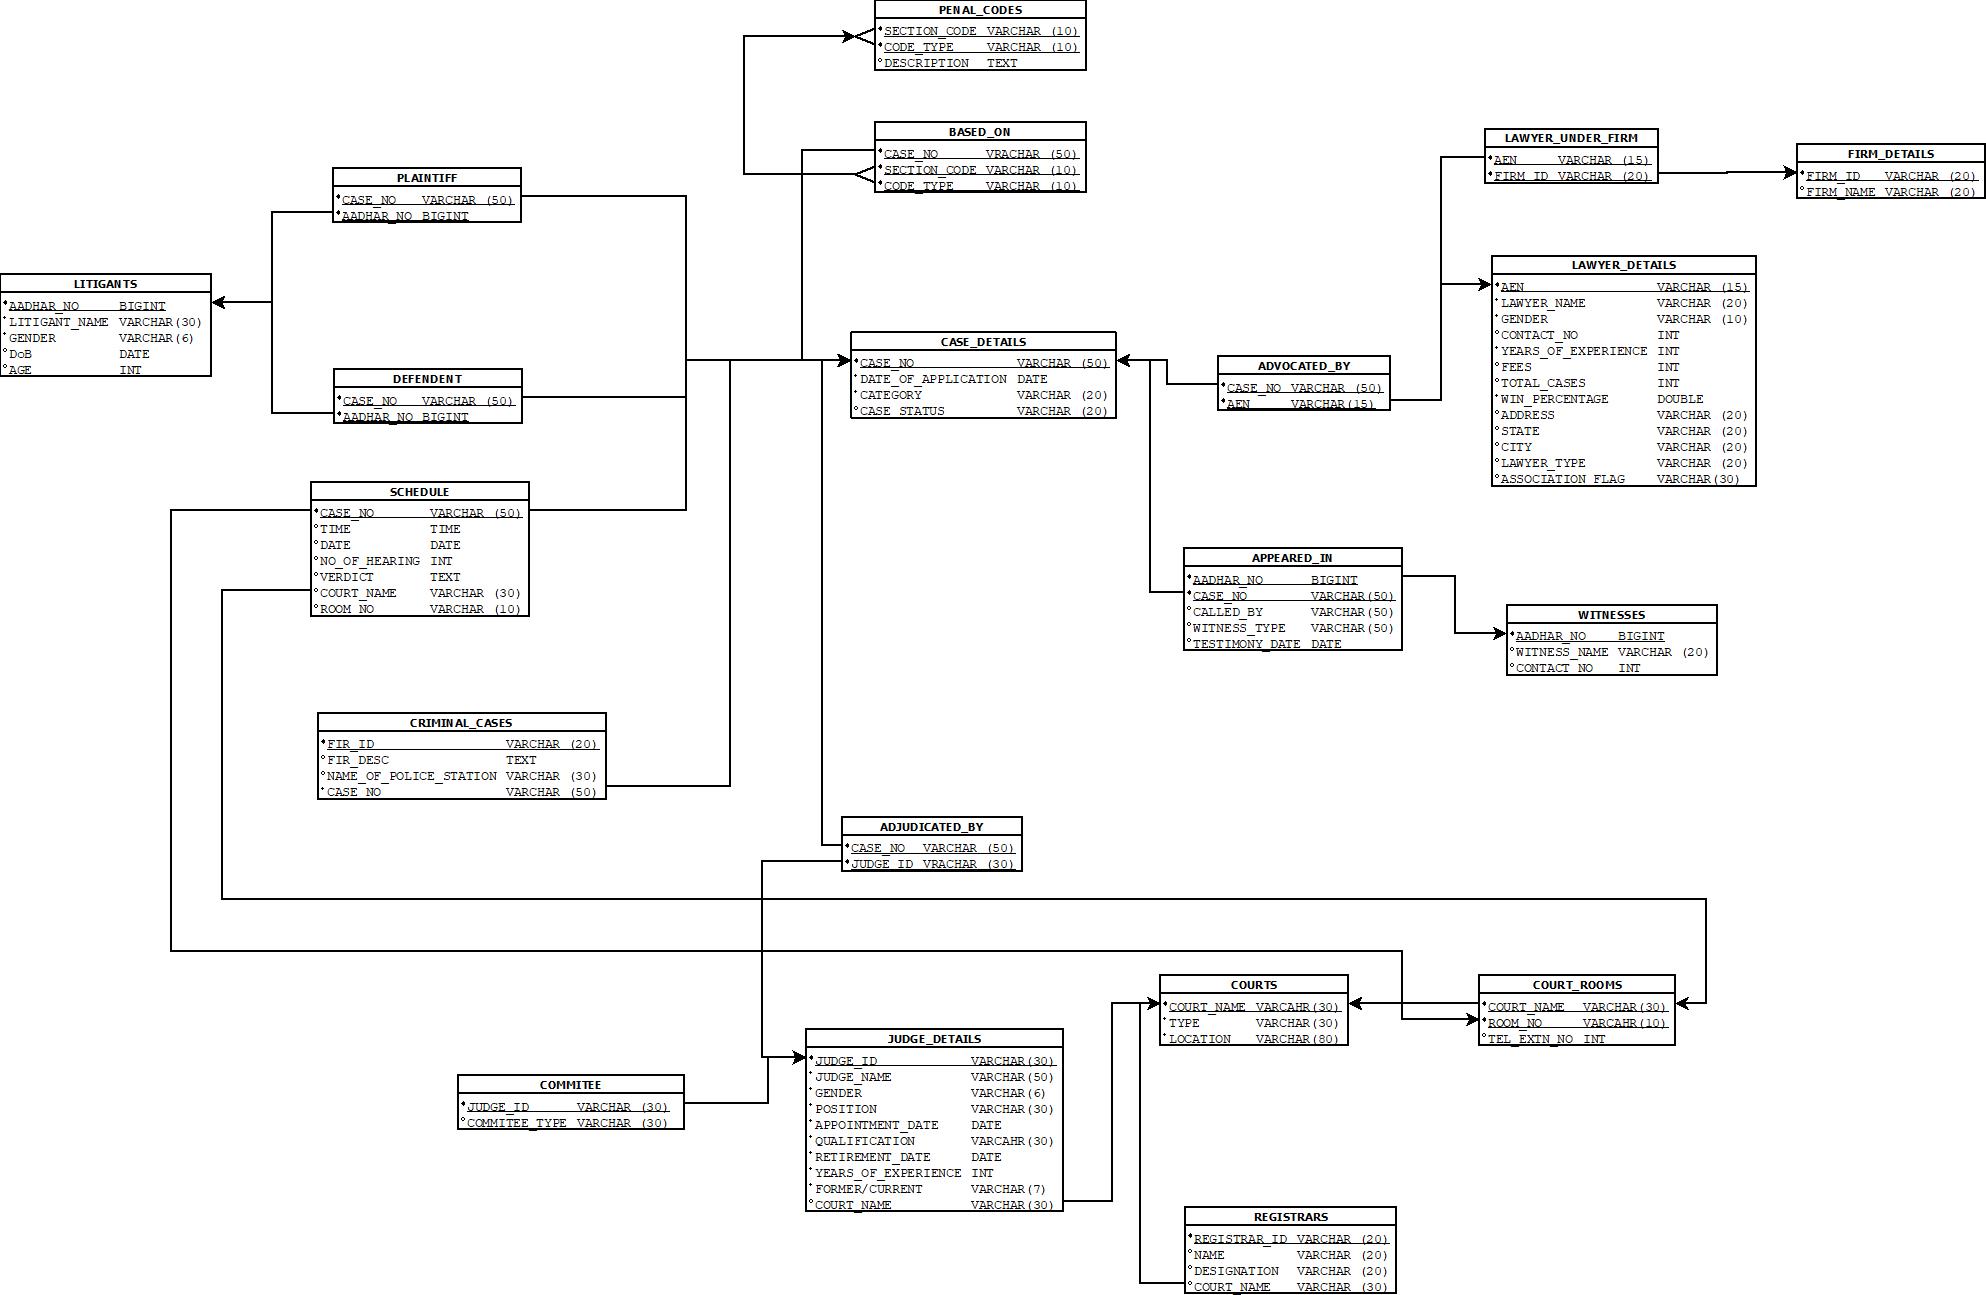 PENAL_CODES
SECTION_CODE VARCHAR (10)
CODE_TYPE VARCHAR (10)
DESCRIPTION TEXT
BASED_ON
CASE_NO VRACHAR (50)
SECTION_CODE VARCHAR (10)
CODE_TYPE VARCHAR (10)
LAWYER_UNDER_FIRM
AEN VARCHAR (15)
FIRM_ID VARCHAR (20)
FIRM_DETAILS
FIRM_ID VARCHAR (20)
FIRM_NAME VARCHAR (20)
PLAINTIFF
CASE_NO VARCHAR (50)
AADHAR_NO BIGINT
LITIGANTS
AADHAR_NO BIGINT
LITIGANT_NAME VARCHAR(30)
GENDER VARCHAR(6)
DoB DATE
AGE INT
DEFENDENT
CASE_NO VARCHAR (50)
AADHAR_NO BIGINT
CASE_DETAILS
CASE_NO VARCHAR (50)
DATE_OF_APPLICATION DATE
CATEGORY VARCHAR (20)
CASE_STATUS VARCHAR (20)
ADVOCATED_BY
CASE_NO VARCHAR (50)
AEN VARCHAR(15)
LAWYER_DETAILS
AEN VARCHAR (15)
LAWYER_NAME VARCHAR (20)
GENDER VARCHAR (10)
CONTACT_NO INT
YEARS_OF_EXPERIENCE INT
FEES INT
TOTAL_CASES INT
WIN_PERCENTAGE DOUBLE
ADDRESS VARCHAR (20)
STATE VARCHAR (20)
CITY VARCHAR (20)
LAWYER_TYPE VARCHAR (20)
ASSOCIATION_FLAG VARCHAR(30)
SCHEDULE
CASE_NO VARCHAR (50)
TIME TIME
DATE DATE
NO_OF_HEARING INT
VERDICT TEXT
COURT_NAME VARCHAR (30)
ROOM_NO VARCHAR (10)
APPEARED_IN
AADHAR_NO BIGINT
CASE_NO VARCHAR(50)
CALLED_BY VARCHAR(50)
WITNESS_TYPE VARCHAR(50)
TESTIMONY_DATE DATE
WITNESSES
AADHAR_NO BIGINT
WITNESS_NAME VARCHAR (20)
CONTACT_NO INT
CRIMINAL_CASES
FIR_ID VARCHAR (20)
FIR_DESC TEXT
NAME_OF_POLICE_STATION VARCHAR (30)
CASE_NO VARCHAR (50)
ADJUDICATED_BY
CASE_NO VARCHAR (50)
JUDGE_ID VRACHAR (30)
COURTS
COURT_NAME VARCAHR(30)
TYPE VARCHAR(30)
LOCATION VARCHAR(80)
COURT_ROOMS
COURT_NAME VARCHAR(30)
ROOM_NO VARCAHR(10)
TEL_EXTN_NO INT
JUDGE_DETAILS
JUDGE_ID VARCHAR(30)
JUDGE_NAME VARCHAR(50)
GENDER VARCHAR(6)
POSITION VARCHAR(30)
APPOINTMENT_DATE DATE
QUALIFICATION VARCAHR(30)
RETIREMENT_DATE DATE
YEARS_OF_EXPERIENCE INT
FORMER/CURRENT VARCHAR(7)
COURT_NAME VARCHAR(30)
COMMITEE
JUDGE_ID VARCHAR (30)
COMMITEE_TYPE VARCHAR (30)
REGISTRARS
REGISTRAR_ID VARCHAR (20)
NAME VARCHAR (20)
DESIGNATION VARCHAR (20)
COURT_NAME VARCHAR (30)